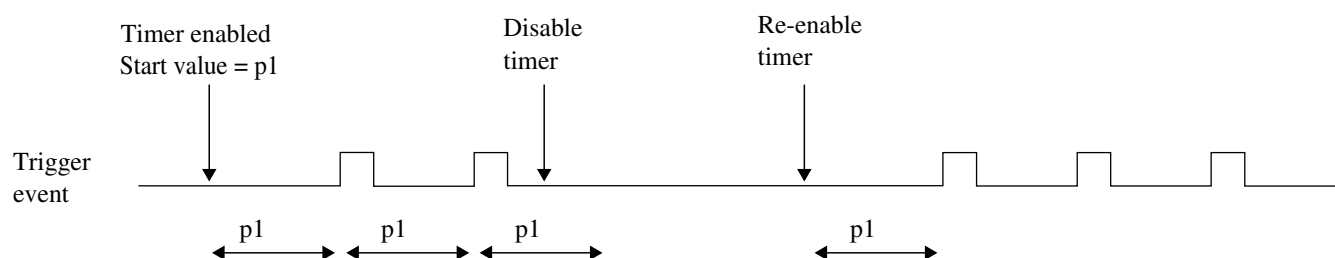 Timer enabled
Start value = p1
Disable
timer
Re-enable
timer
Trigger
event
p1
p1
p1
p1